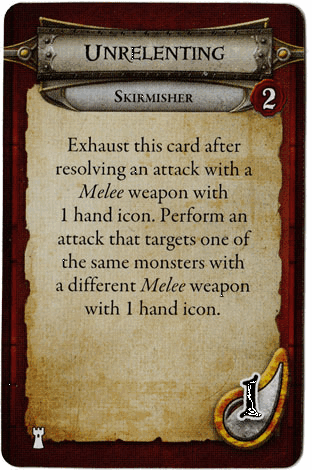 UNRELENTING
SKIRMISHER
2
Exhaust this card after
resolving an attack with a
Melee weapon with
1 hand icon. Perform an
attack that targets one of
the same monsters with
a different Melee weapon
with 1 hand icon.
1